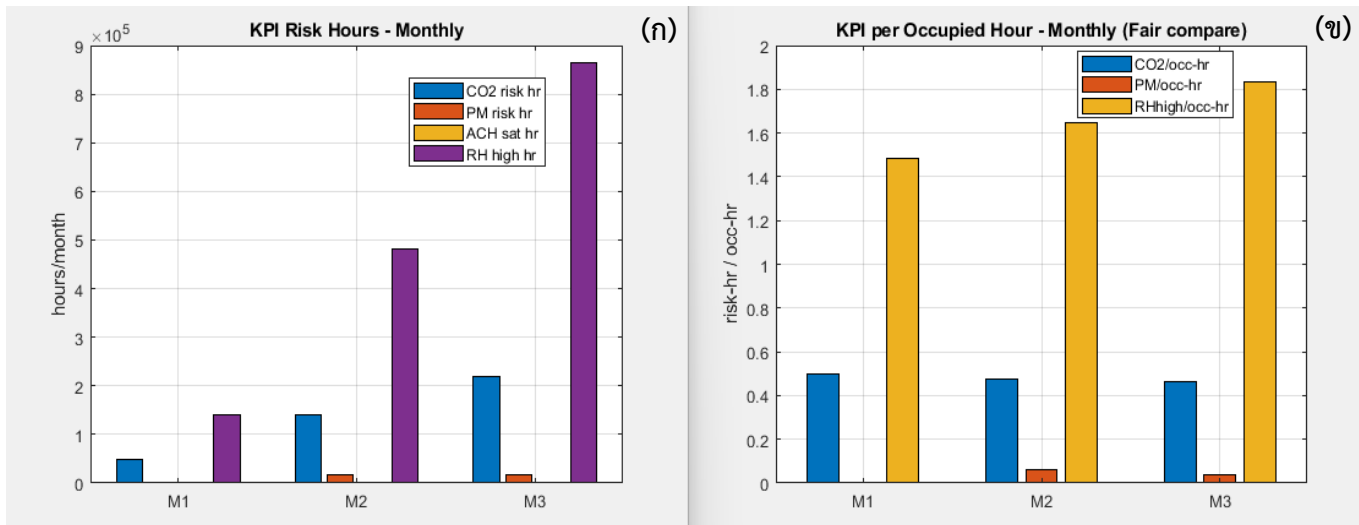 KPI Risk Hours - Monthly
(ก)
×10⁵
9
8
7
6
5
4
3
2
1
0
hours/month
CO2 risk hr
PM risk hr
ACH sat hr
RH high hr
M1
M2
M3
KPI per Occupied Hour - Monthly (Fair compare)
(ข)
2
1.8
1.6
1.4
1.2
1
0.8
0.6
0.4
0.2
0
risk-hr / occ-hr
CO2/occ-hr
PM/occ-hr
RHhigh/occ-hr
M1
M2
M3